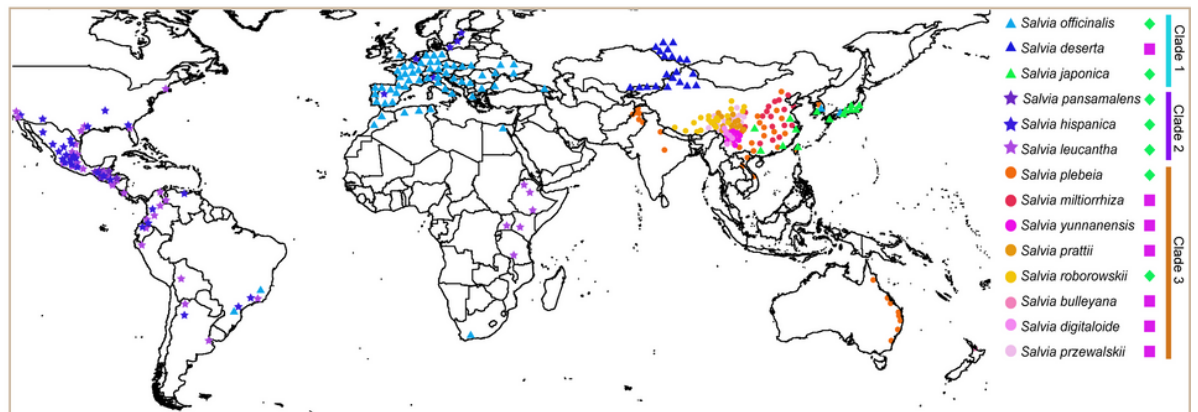 Salvia officinalis
Salvia deserta
Salvia japonica
Salvia pansamalens
Salvia hispanica
Salvia leucantha
Salvia plebeia
Salvia miltiorrhiza
Salvia yunnanensis
Salvia prattii
Salvia roborowskii
Salvia bulleyana
Salvia digitaloide
Salvia przewalskii
Clade 1
Clade 2
Clade 3